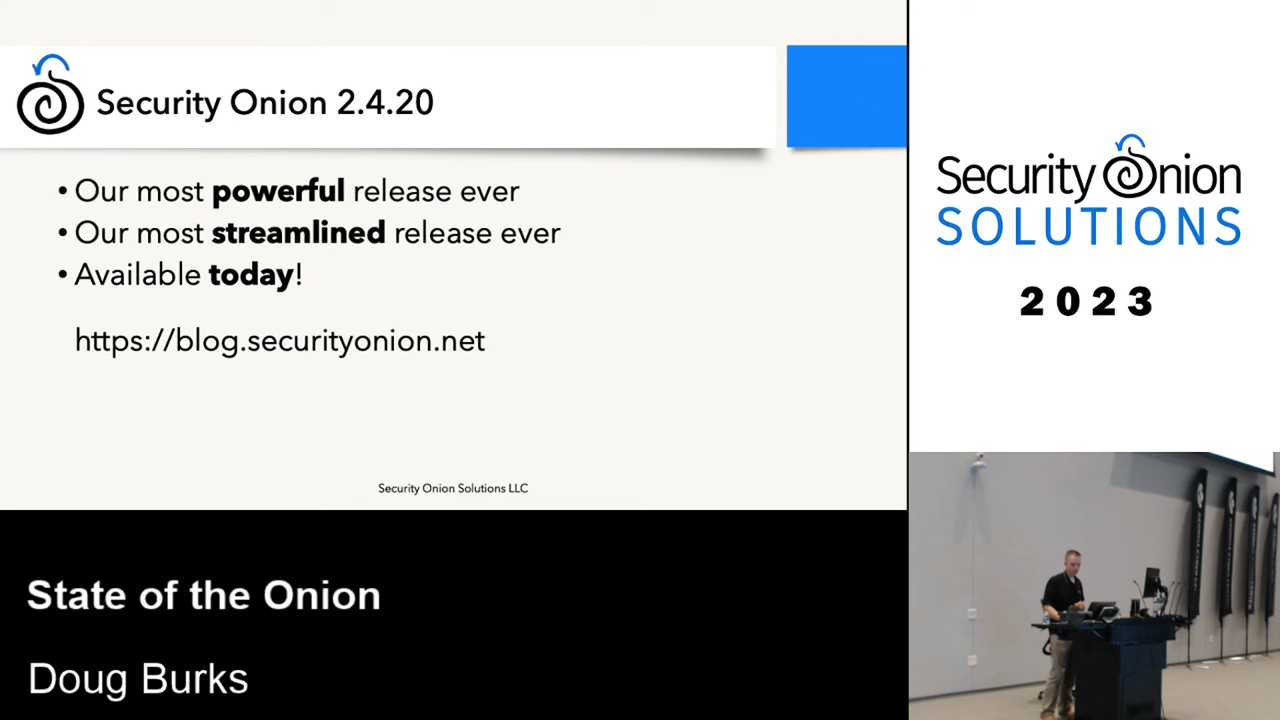 Security Onion 2.4.20
• Our most powerful release ever
• Our most streamlined release ever
• Available today!
https://blog.securityonion.net
Security Onion Solutions LLC
Security Onion
SOLUTIONS
2023
State of the Onion
Doug Burks